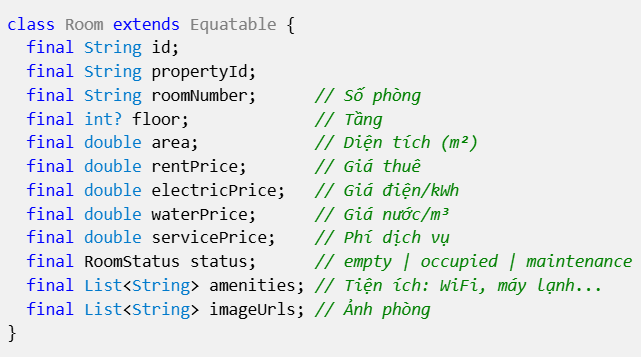 class Room extends Equatable {
  final String id;
  final String propertyId;
  final String roomNumber;      // Số phòng
  final int? floor;             // Tầng
  final double area;            // Diện tích (m²)
  final double rentPrice;       // Giá thuê
  final double electricPrice;   // Giá điện/kWh
  final double waterPrice;      // Giá nước/m³
  final double servicePrice;    // Phí dịch vụ
  final RoomStatus status;      // empty | occupied | maintenance
  final List<String> amenities; // Tiện ích: WiFi, máy lạnh...
  final List<String> imageUrls; // Ảnh phòng
}